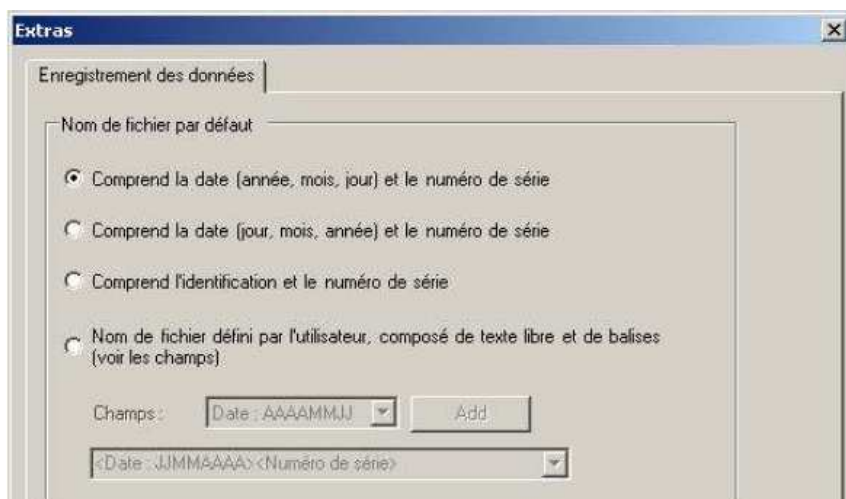 Extras
Enregistrement des données
Nom de fichier par défaut
Comprend la date (année, mois, jour) et le numéro de série
Comprend la date (jour, mois, année) et le numéro de série
Comprend l'identification et le numéro de série
Nom de fichier défini par l'utilisateur, composé de texte libre et de balises
(voir les champs)
Champs : Date : AAAAMMJJ Add
<Date : JJMMAAAA><Numéro de série>